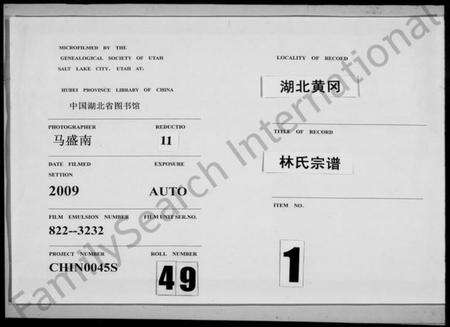 MICROFILMED BY THE
GENEALOGICAL SOCIETY OF UTAH
SALT LAKE CITY. UTAH AT.
HUBEI PROVINCE LIBRARY OF CHINA
中国湖北省图书馆
PHOTOGRAPHER REDUCTIO
马盛南 11
DATE FILMED EXPOSURE
SETTION
2009 AUTO
FILM EMULSION NUMBER FILM UNIT SER.NO.
822--3232
PROJECT NUMBER ROLL NUMBER
CHIN0045S 49
LOCALITY OF RECOED
湖北黄冈
TITLE OF RECORD
林氏宗谱
ITEM NO.
1
FamilySearch International